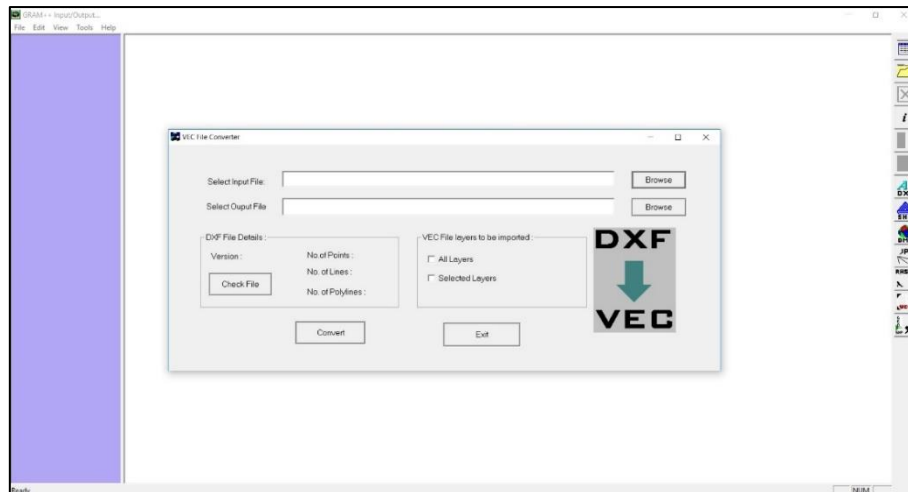 GRAM++ Input/Output...
File Edit View Tools Help
VEC File Converter
Select Input File:
Browse
Select Ouput File
Browse
DXF File Details :
Version :
No.of Points :
No. of Lines :
No. of Polylines :
Check File
VEC File layers to be imported :
All Layers
Selected Layers
DXF
VEC
Convert
Exit
i
JP
Ready
NUM